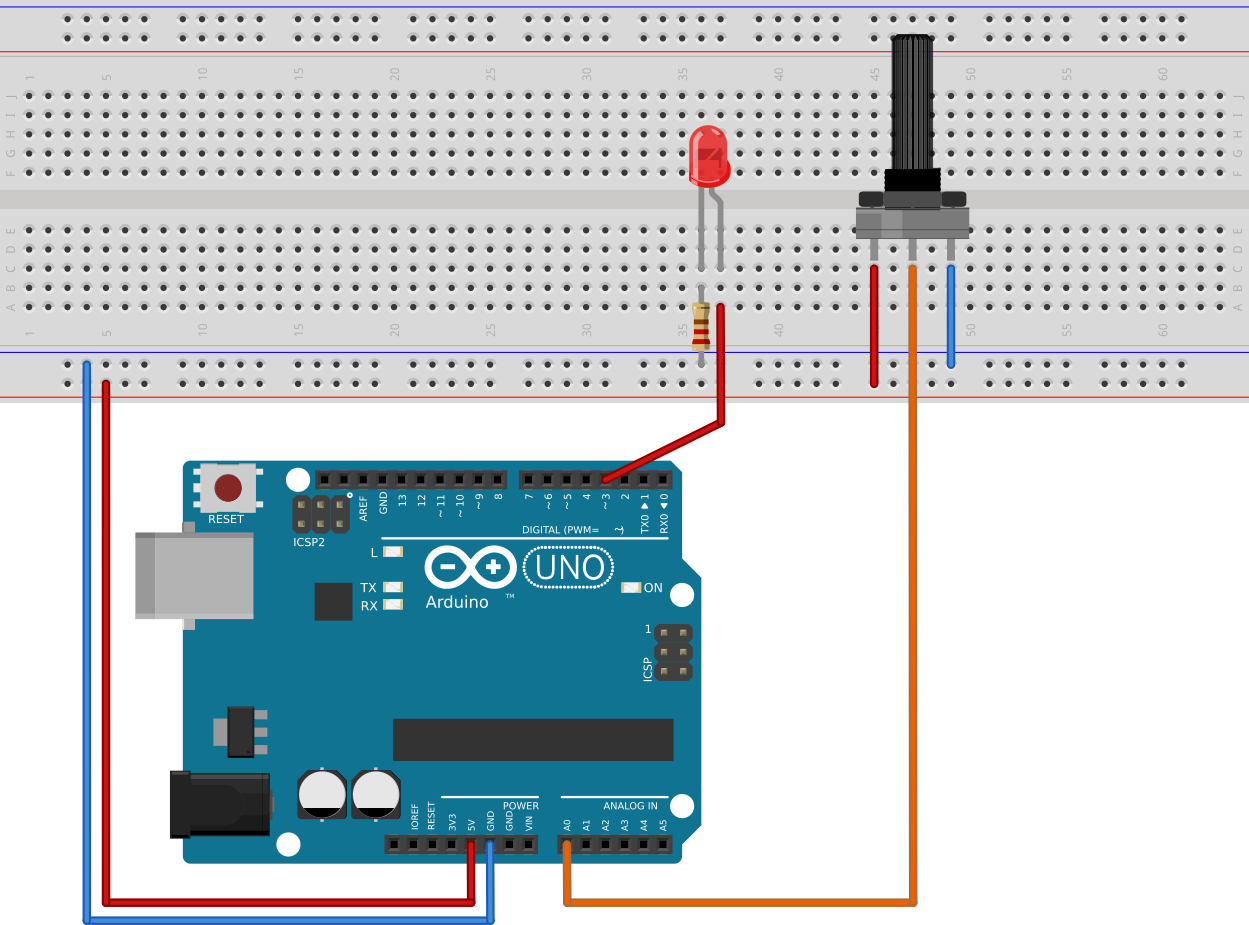 1 5 10 15 20 25 30 35 40 45 50 55 60
J J
I I
H H
G G
F F
E E
D D
C C
B B
A A
1 5 10 15 20 25 30 35 40 45 50 55 60
RESET
ICSP2
AREF GND 13 12 ~11 ~10 ~9 8 7 ~6 ~5 4 ~3 2 TX0 ▶ 1 RX0 ◀ 0
DIGITAL (PWM= ~)
L
TX
RX
UNO
Arduino ™
ON
1
ICSP
POWER
ANALOG IN
IOREF RESET 3V3 5V GND GND VIN A0 A1 A2 A3 A4 A5